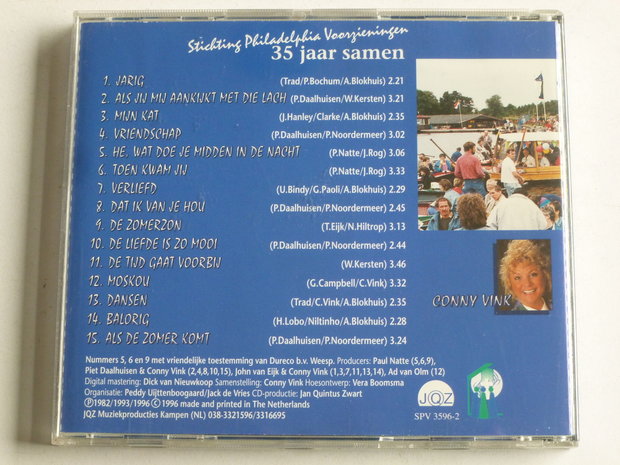 Stichting Philadelphia Voorzieningen
35 jaar samen
1. JARIG (Trad/P.Bochum/A.Blokhuis) 2.21
2. ALS JIJ MIJ AANKIJKT MET DIE LACH (P.Daalhuisen/W.Kersten) 3.21
3. MIJN KAT (J.Hanley/Clarke/A.Blokhuis) 2.35
4. VRIENDSCHAP (P.Daalhuisen/P.Noordermeer) 3.02
5. HE, WAT DOE JE MIDDEN IN DE NACHT (P.Natte/J.Rog) 3.06
6. TOEN KWAM JIJ (P.Natte/J.Rog) 3.33
7. VERLIEFD (U.Bindy/G.Paoli/A.Blokhuis) 2.29
8. DAT IK VAN JE HOU (P.Daalhuisen/P.Noordermeer) 2.45
9. DE ZOMERZON (T.Eijk/N.Hiltrop) 3.13
10. DE LIEFDE IS ZO MOOI (P.Daalhuisen/P.Noordermeer) 2.44
11. DE TIJD GAAT VOORBIJ (W.Kersten) 3.46
12. MOSKOU (G.Campbell/C.Vink) 3.32
13. DANSEN (Trad/C.Vink/A.Blokhuis) 2.35
14. BALORIG (H.Lobo/Niltinho/A.Blokhuis) 2.28
15. ALS DE ZOMER KOMT (P.Daalhuisen/P.Noordermeer) 3.24
CONNY VINK
Nummers 5, 6 en 9 met vriendelijke toestemming van Dureco b.v. Weesp. Producers: Paul Natte (5,6,9),
Piet Daalhuisen & Conny Vink (2,4,8,10,15), John van Eijk & Conny Vink (1,3,7,11,13,14), Ad van Olm (12)
Digital mastering: Dick van Nieuwkoop Samenstelling: Conny Vink Hoesontwerp: Vera Boomsma
Organisatie: Peddy Uijttenboogaard/Jack de Vries CD-productie: Jan Quintus Zwart
Ⓟ1982/1993/1996 © 1996 made and printed in The Netherlands
JQZ Muziekproducties Kampen (NL) 038-3321596/3316695
JQZ
SPV 3596-2